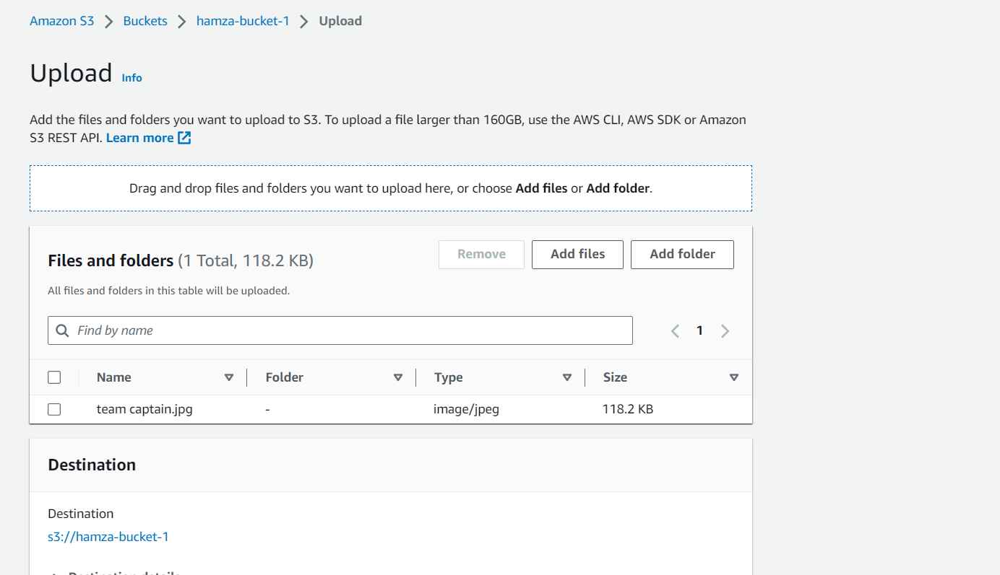 Amazon S3 > Buckets > hamza-bucket-1 > Upload
Upload Info
Add the files and folders you want to upload to S3. To upload a file larger than 160GB, use the AWS CLI, AWS SDK or Amazon
S3 REST API. Learn more
Drag and drop files and folders you want to upload here, or choose Add files or Add folder.
Files and folders (1 Total, 118.2 KB)
Remove Add files Add folder
All files and folders in this table will be uploaded.
Find by name
1
Name Folder Type Size
team captain.jpg - image/jpeg 118.2 KB
Destination
Destination
s3://hamza-bucket-1